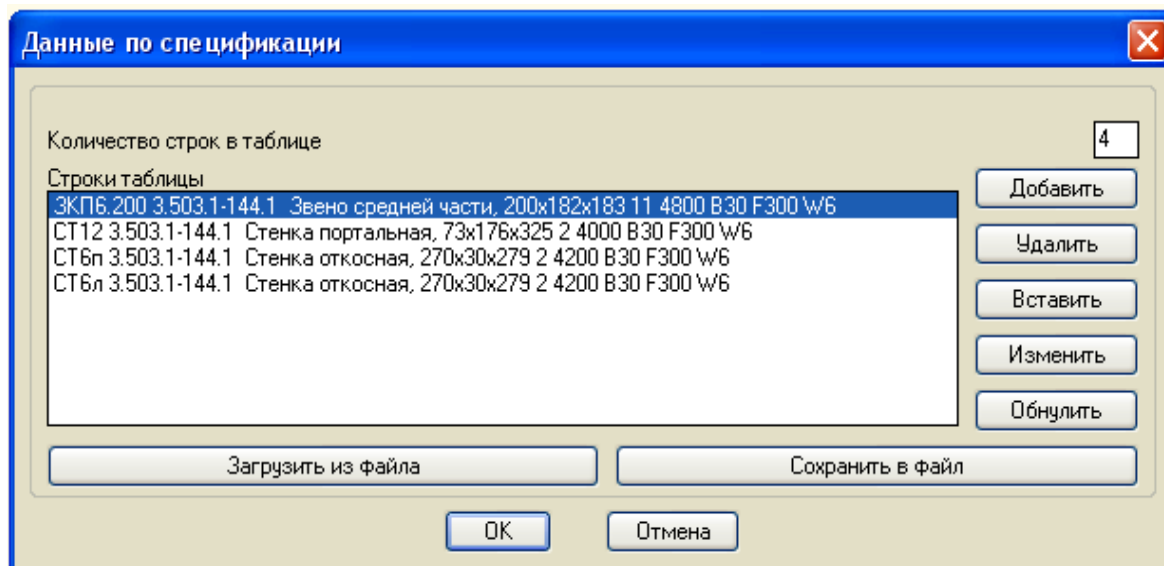 Данные по спецификации
Количество строк в таблице 4
Строки таблицы
ЗКП6.200 3.503.1-144.1 Звено средней части, 200x182x183 11 4800 B30 F300 W6
СТ12 3.503.1-144.1 Стенка портальная, 73x176x325 2 4000 B30 F300 W6
СТ6п 3.503.1-144.1 Стенка откосная, 270x30x279 2 4200 B30 F300 W6
СТ6л 3.503.1-144.1 Стенка откосная, 270x30x279 2 4200 B30 F300 W6
Добавить
Удалить
Вставить
Изменить
Обнулить
Загрузить из файла Сохранить в файл
OK Отмена